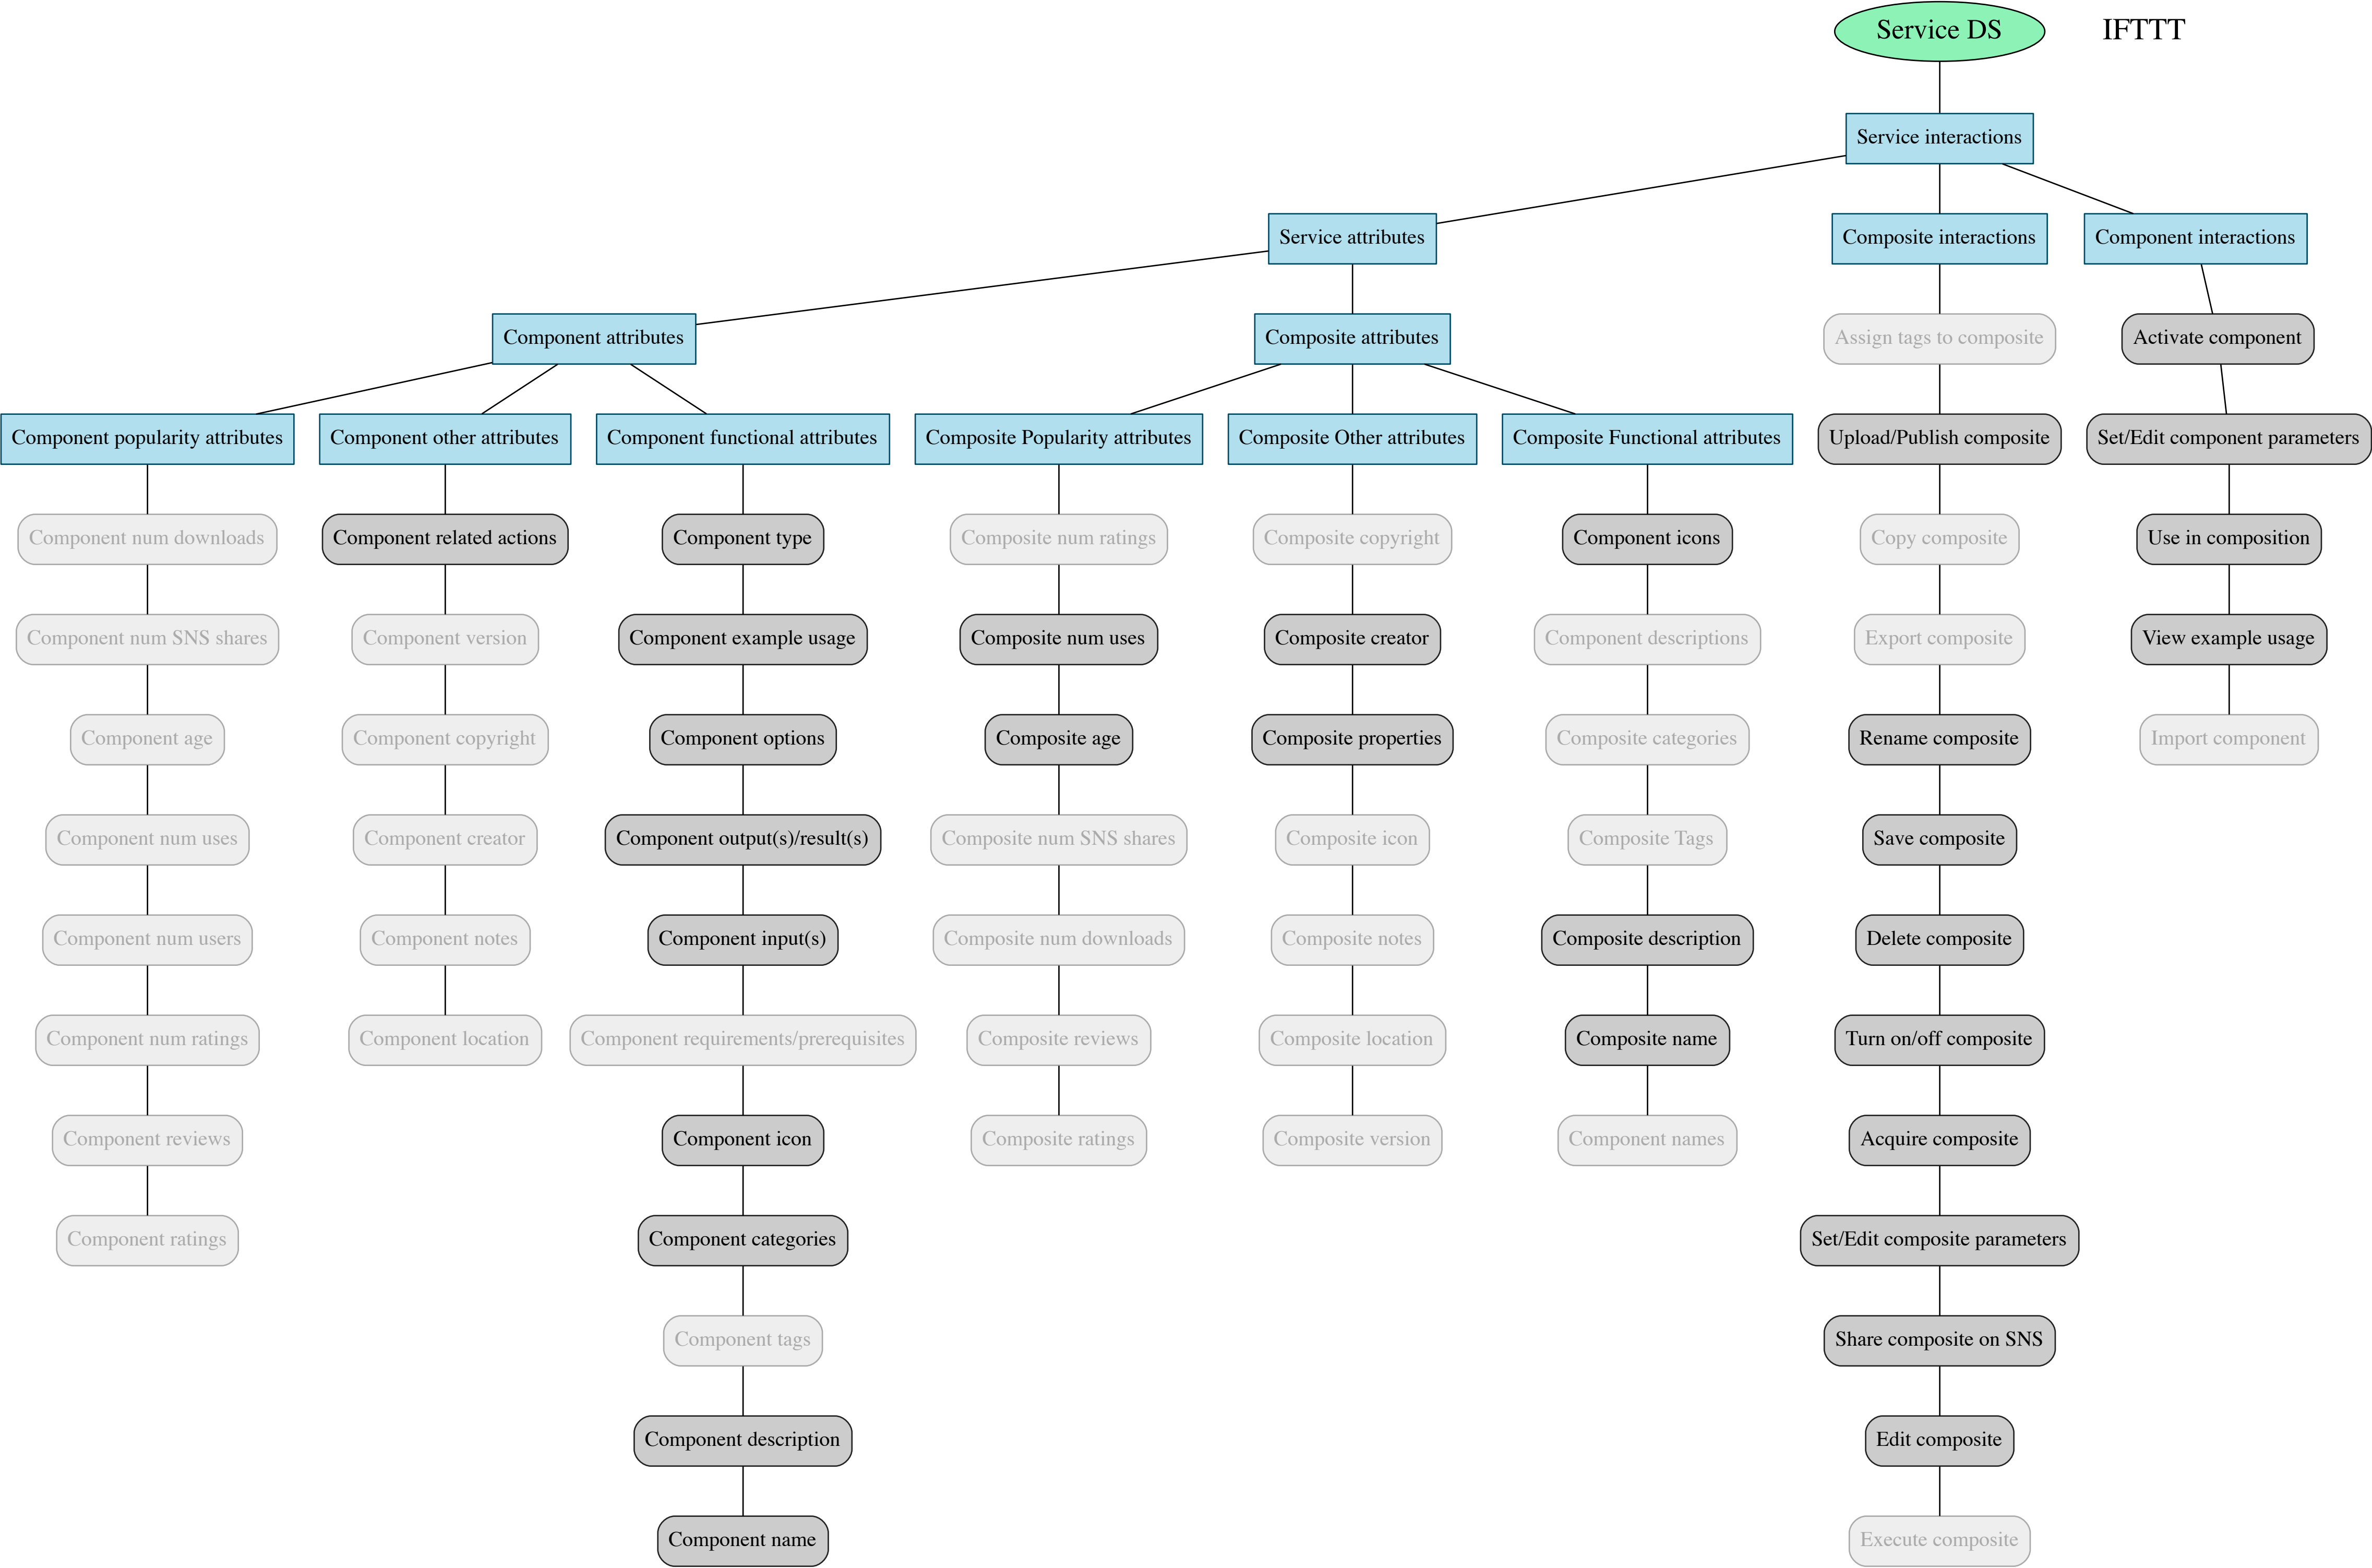 Service DS
IFTTT
Service interactions
Service attributes
Composite interactions
Component interactions
Component attributes
Composite attributes
Assign tags to composite
Activate component
Component popularity attributes
Component other attributes
Component functional attributes
Composite Popularity attributes
Composite Other attributes
Composite Functional attributes
Upload/Publish composite
Set/Edit component parameters
Component num downloads
Component related actions
Component type
Composite num ratings
Composite copyright
Component icons
Copy composite
Use in composition
Component num SNS shares
Component version
Component example usage
Composite num uses
Composite creator
Component descriptions
Export composite
View example usage
Component age
Component copyright
Component options
Composite age
Composite properties
Composite categories
Rename composite
Import component
Component num uses
Component creator
Component output(s)/result(s)
Composite num SNS shares
Composite icon
Composite Tags
Save composite
Component num users
Component notes
Component input(s)
Composite num downloads
Composite notes
Composite description
Delete composite
Component num ratings
Component location
Component requirements/prerequisites
Composite reviews
Composite location
Composite name
Turn on/off composite
Component reviews
Component icon
Composite ratings
Composite version
Component names
Acquire composite
Component ratings
Component categories
Set/Edit composite parameters
Component tags
Share composite on SNS
Component description
Edit composite
Component name
Execute composite